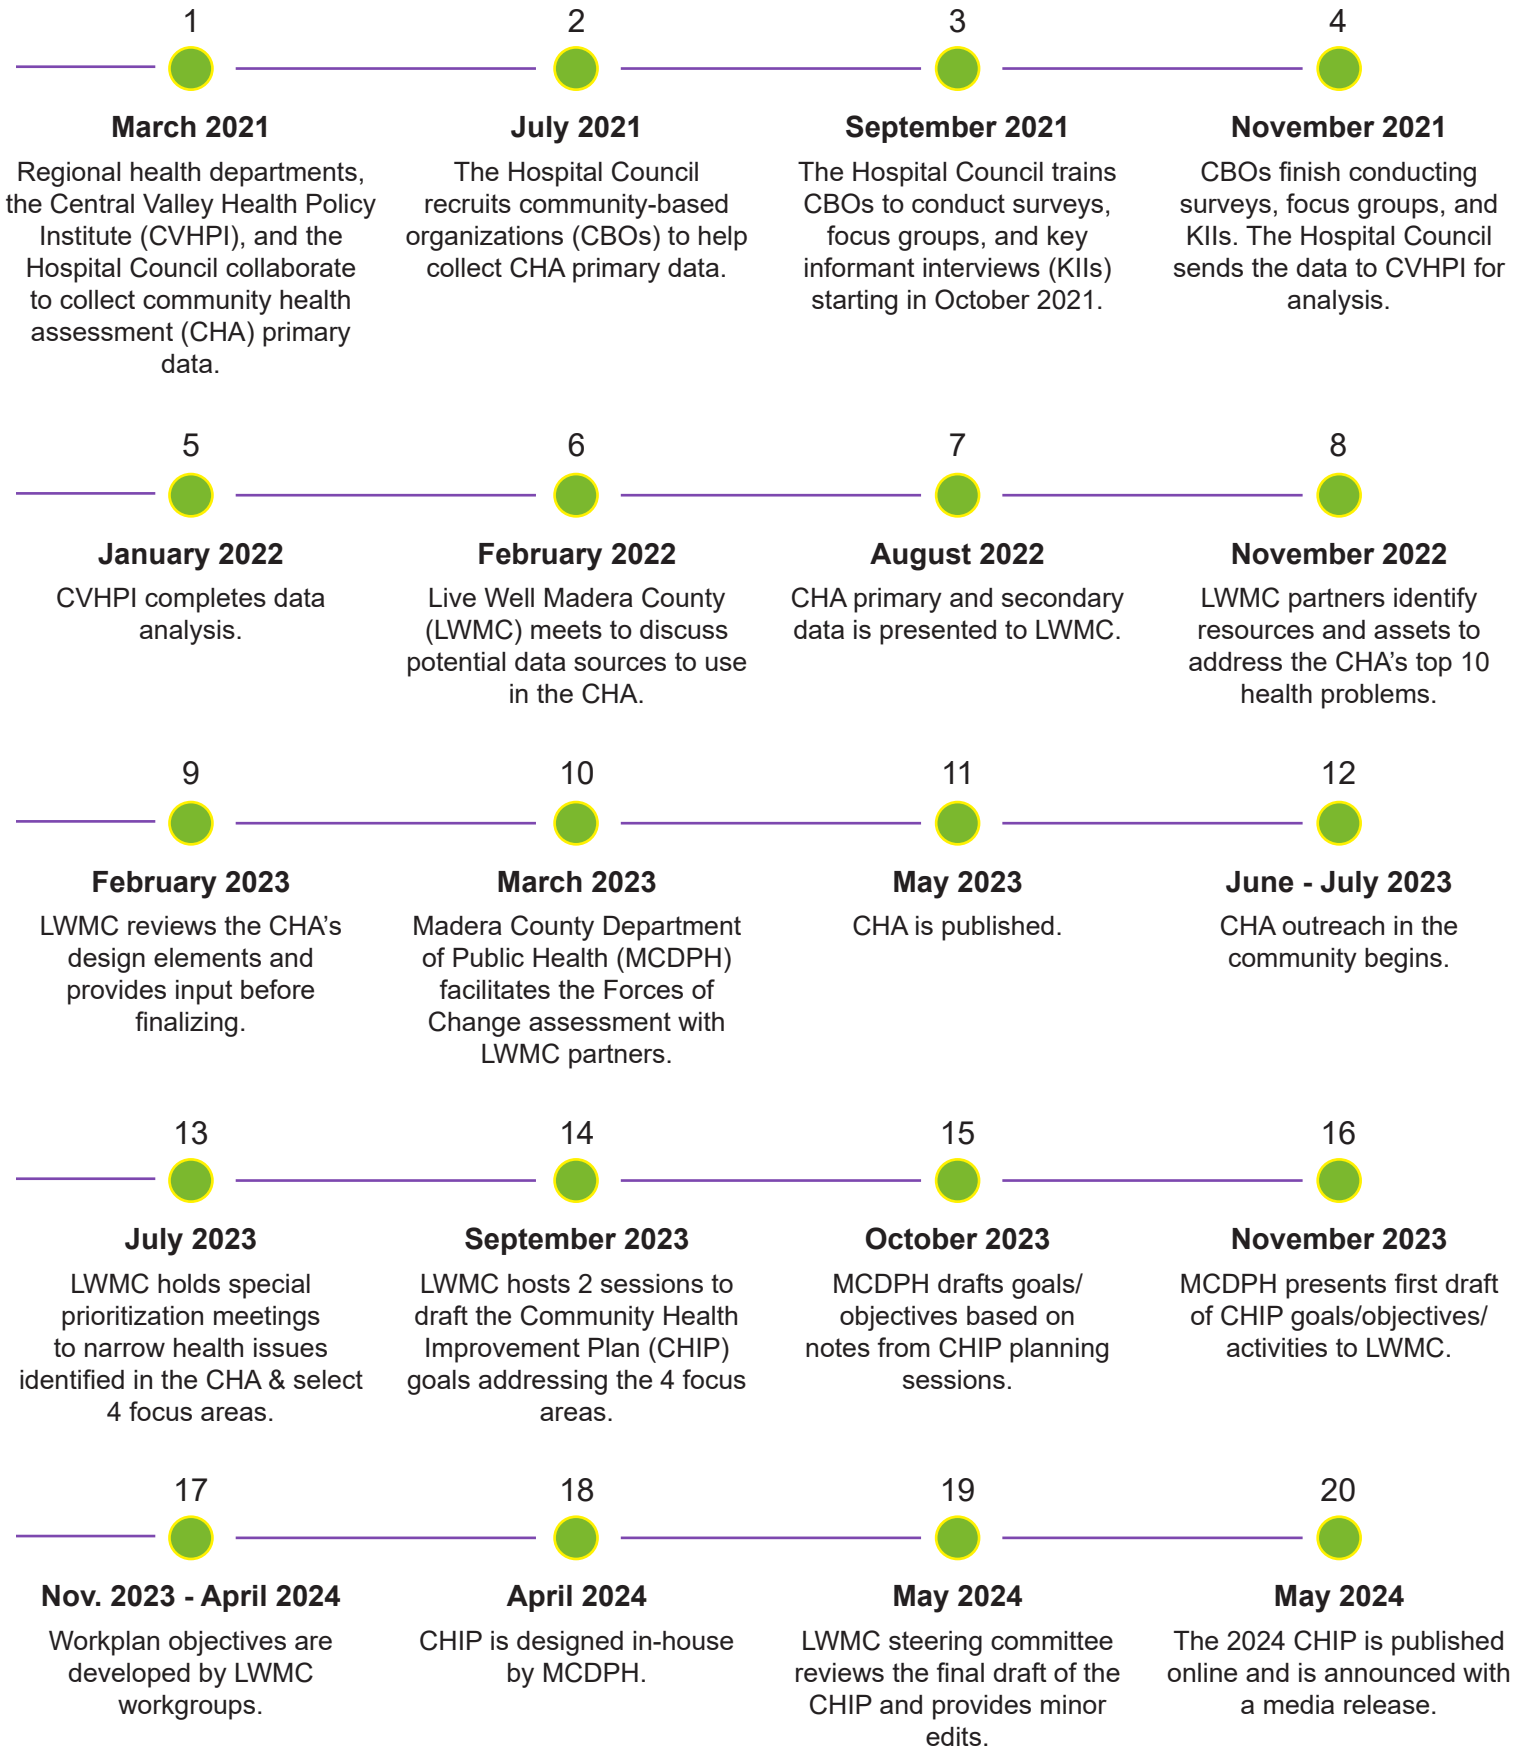 1
March 2021
Regional health departments,
the Central Valley Health Policy
Institute (CVHPI), and the
Hospital Council collaborate
to collect community health
assessment (CHA) primary
data.
2
July 2021
The Hospital Council
recruits community-based
organizations (CBOs) to help
collect CHA primary data.
3
September 2021
The Hospital Council trains
CBOs to conduct surveys,
focus groups, and key
informant interviews (KIIs)
starting in October 2021.
4
November 2021
CBOs finish conducting
surveys, focus groups, and
KIIs. The Hospital Council
sends the data to CVHPI for
analysis.
5
January 2022
CVHPI completes data
analysis.
6
February 2022
Live Well Madera County
(LWMC) meets to discuss
potential data sources to use
in the CHA.
7
August 2022
CHA primary and secondary
data is presented to LWMC.
8
November 2022
LWMC partners identify
resources and assets to
address the CHA’s top 10
health problems.
9
February 2023
LWMC reviews the CHA’s
design elements and
provides input before
finalizing.
10
March 2023
Madera County Department
of Public Health (MCDPH)
facilitates the Forces of
Change assessment with
LWMC partners.
11
May 2023
CHA is published.
12
June - July 2023
CHA outreach in the
community begins.
13
July 2023
LWMC holds special
prioritization meetings
to narrow health issues
identified in the CHA & select
4 focus areas.
14
September 2023
LWMC hosts 2 sessions to
draft the Community Health
Improvement Plan (CHIP)
goals addressing the 4 focus
areas.
15
October 2023
MCDPH drafts goals/
objectives based on
notes from CHIP planning
sessions.
16
November 2023
MCDPH presents first draft
of CHIP goals/objectives/
activities to LWMC.
17
Nov. 2023 - April 2024
Workplan objectives are
developed by LWMC
workgroups.
18
April 2024
CHIP is designed in-house
by MCDPH.
19
May 2024
LWMC steering committee
reviews the final draft of the
CHIP and provides minor
edits.
20
May 2024
The 2024 CHIP is published
online and is announced with
a media release.